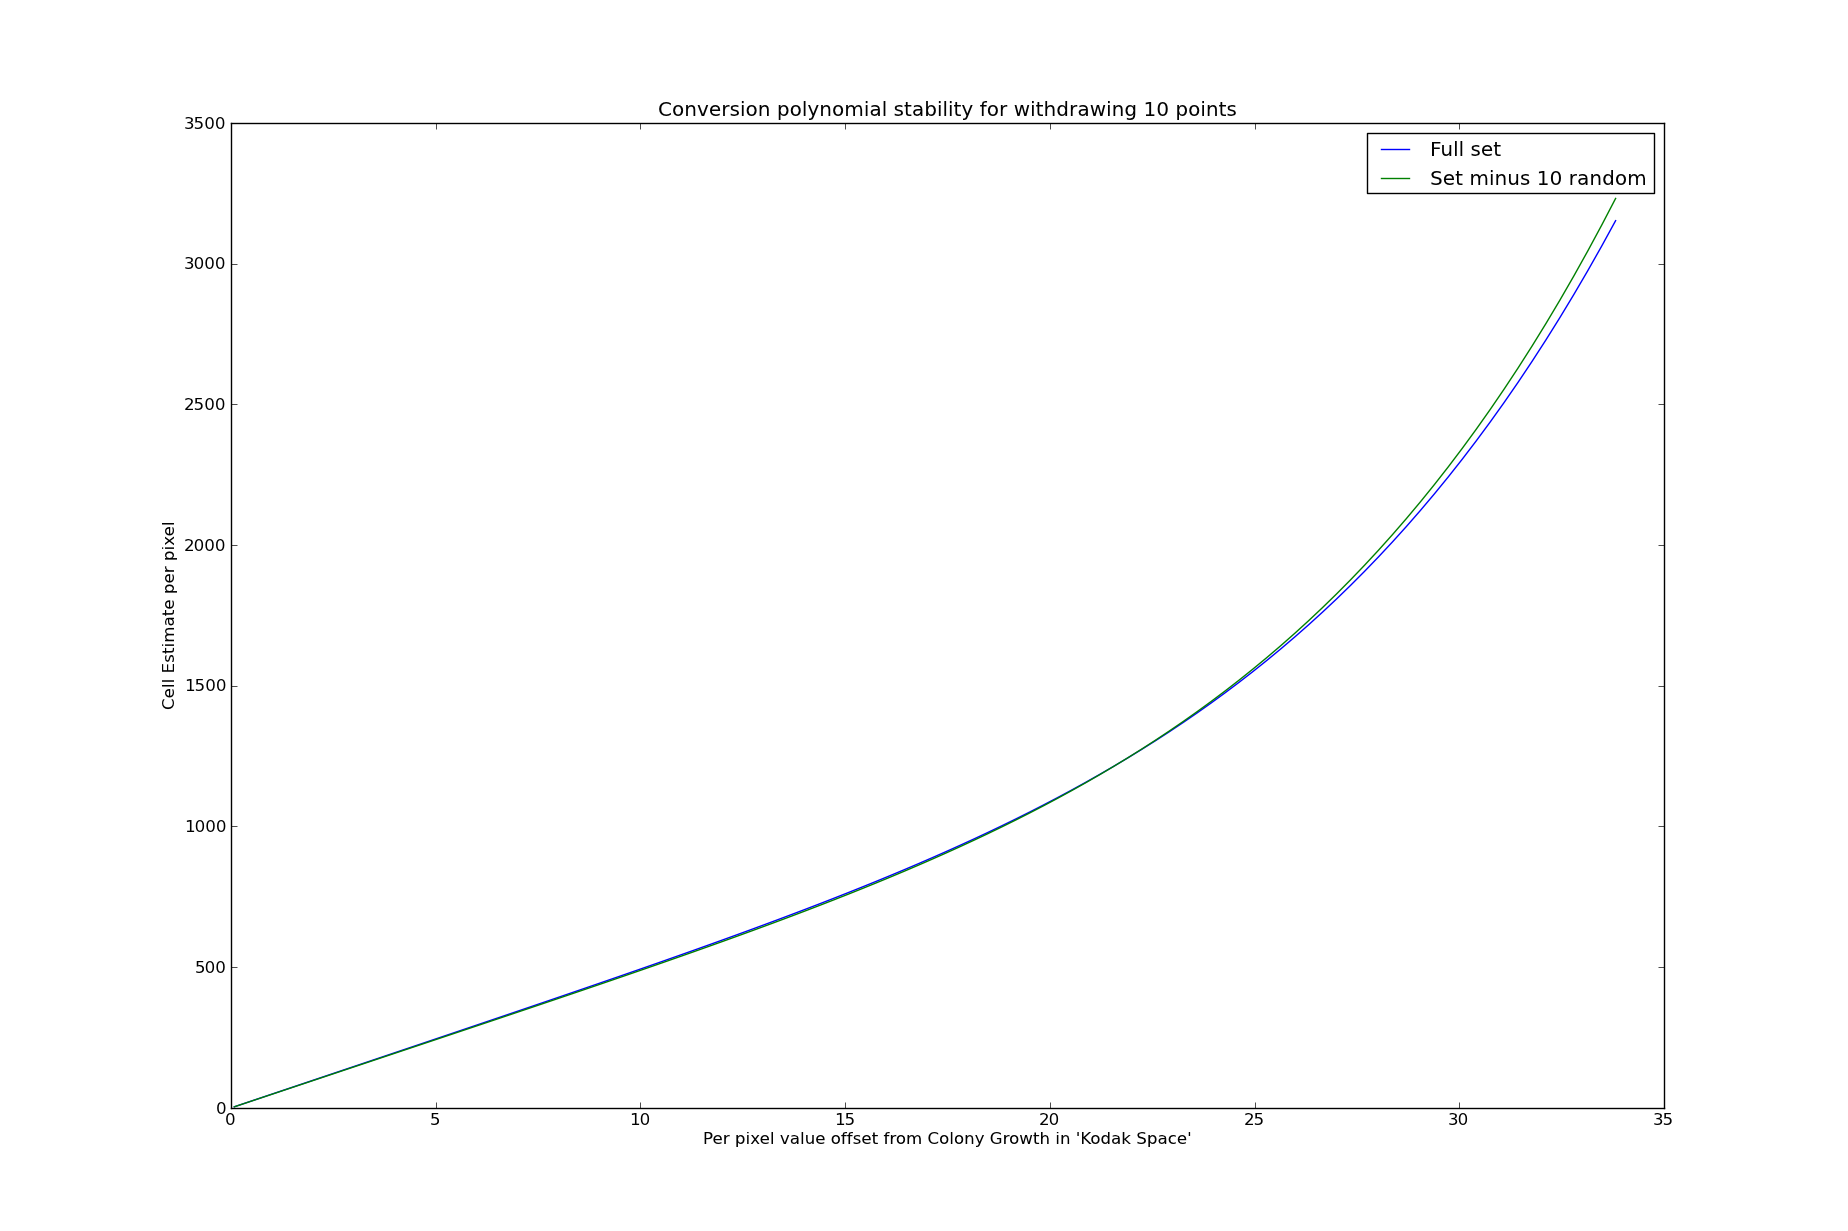 Conversion polynomial stability for withdrawing 10 points
3500
Full set
Set minus 10 random
3000
2500
2000
1500
1000
500
0
Cell Estimate per pixel
0 5 10 15 20 25 30 35
Per pixel value offset from Colony Growth in 'Kodak Space'